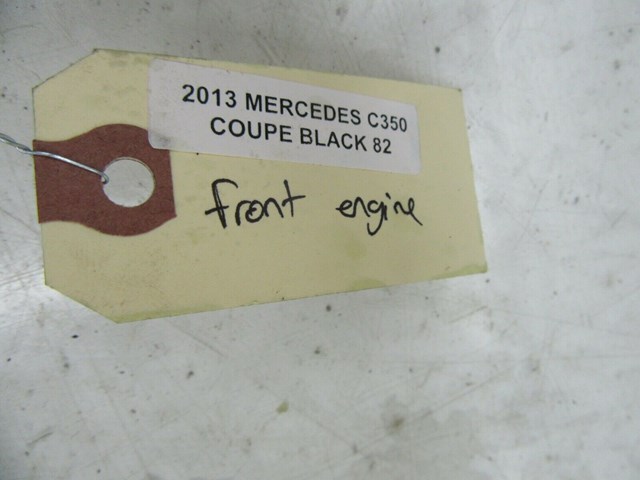 2013 MERCEDES C350
COUPE BLACK 82
front engine